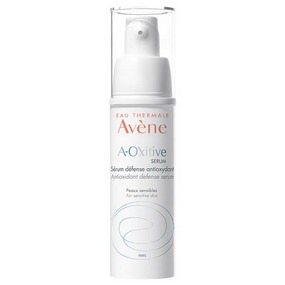 EAU THERMALE
Avène
A-Oxitive
SERUM
Sérum défense antioxydant
Antioxidant defense serum
Peaux sensibles
For sensitive skin